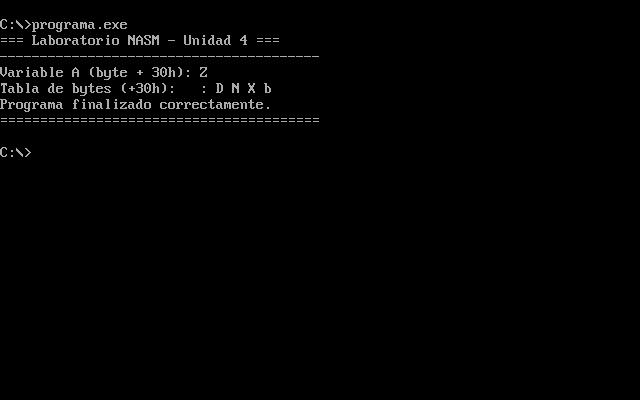 C:\>programa.exe
=== Laboratorio NASM - Unidad 4 ===
----------------------------------------
Variable A (byte + 30h): Z
Tabla de bytes (+30h):   : D N X b
Programa finalizado correctamente.
========================================
C:\>